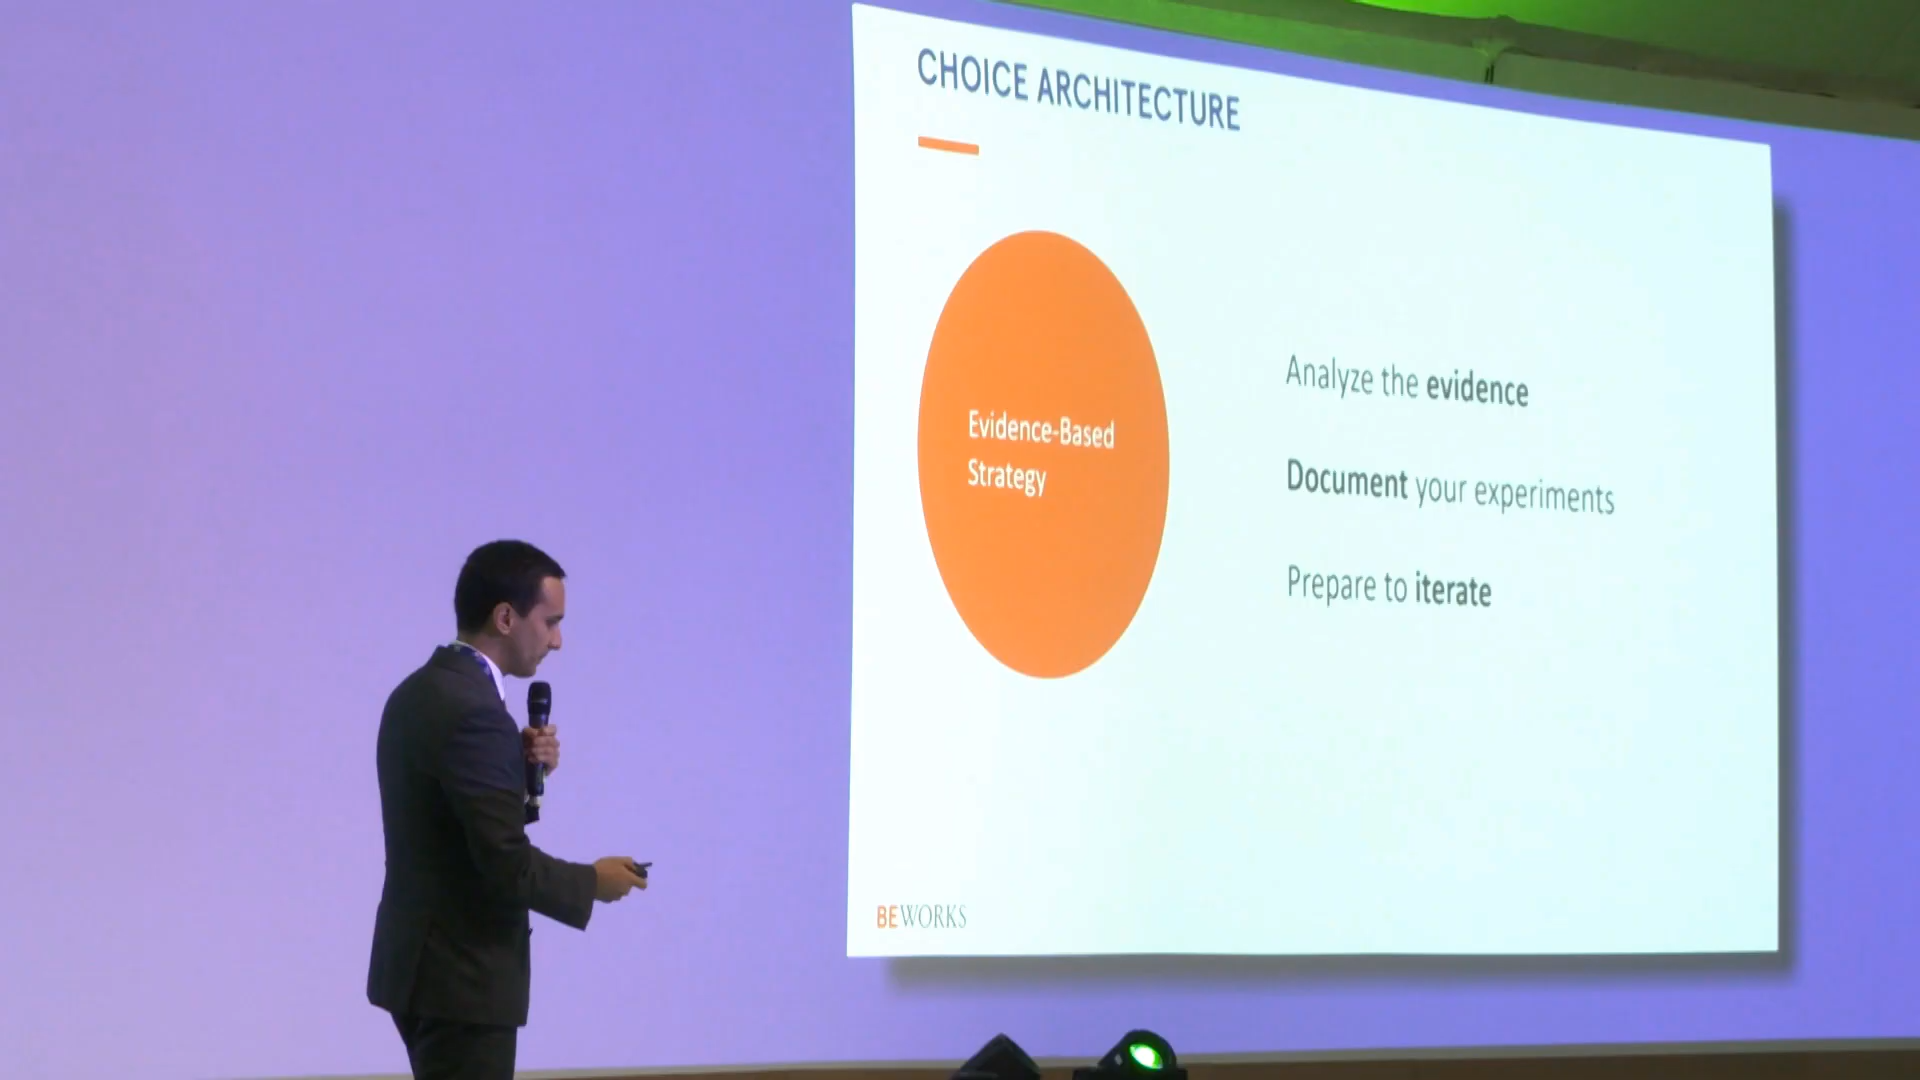 CHOICE ARCHITECTURE
Evidence-Based
Strategy
Analyze the evidence
Document your experiments
Prepare to iterate
BEWORKS